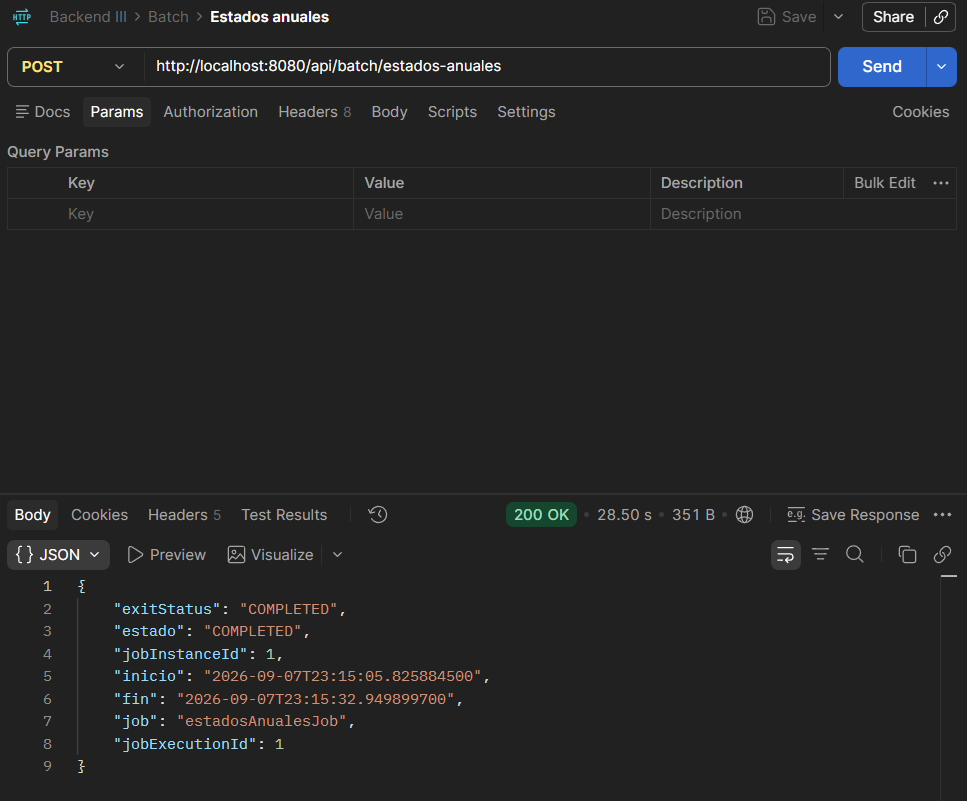 HTTP Backend III > Batch > Estados anuales Save Share
POST http://localhost:8080/api/batch/estados-anuales Send
Docs Params Authorization Headers 8 Body Scripts Settings Cookies
Query Params
Key Value Description Bulk Edit ...
Key Value Description
Body Cookies Headers 5 Test Results 200 OK • 28.50 s • 351 B • e.g. Save Response ...
{} JSON Preview Visualize
1 {
2 "exitStatus": "COMPLETED",
3 "estado": "COMPLETED",
4 "jobInstanceId": 1,
5 "inicio": "2026-09-07T23:15:05.825884500",
6 "fin": "2026-09-07T23:15:32.949899700",
7 "job": "estadosAnualesJob",
8 "jobExecutionId": 1
9 }